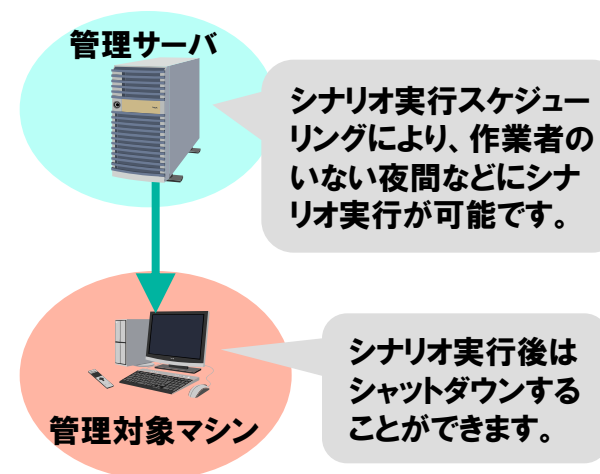 管理サーバ
シナリオ実行スケジュー
リングにより、作業者の
いない夜間などにシナ
リオ実行が可能です。
シナリオ実行後は
シャットダウンする
ことができます。
管理対象マシン